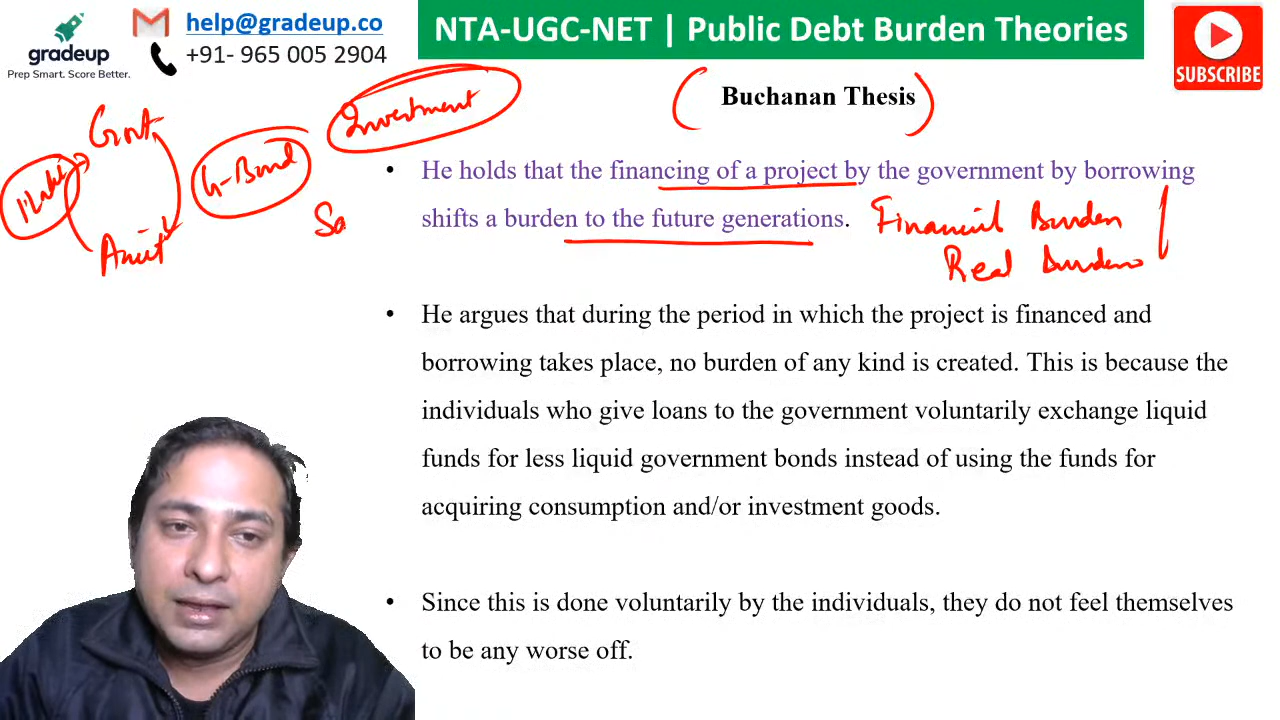 gradeup
Prep Smart. Score Better.
help@gradeup.co
+91- 965 005 2904
NTA-UGC-NET | Public Debt Burden Theories
SUBSCRIBE
Buchanan Thesis
Govt
G-Bond
Investment
1 Lakh
Amit
Sa
• He holds that the financing of a project by the government by borrowing
shifts a burden to the future generations.
Financial Burden
Real Burden
• He argues that during the period in which the project is financed and
borrowing takes place, no burden of any kind is created. This is because the
individuals who give loans to the government voluntarily exchange liquid
funds for less liquid government bonds instead of using the funds for
acquiring consumption and/or investment goods.
• Since this is done voluntarily by the individuals, they do not feel themselves
to be any worse off.